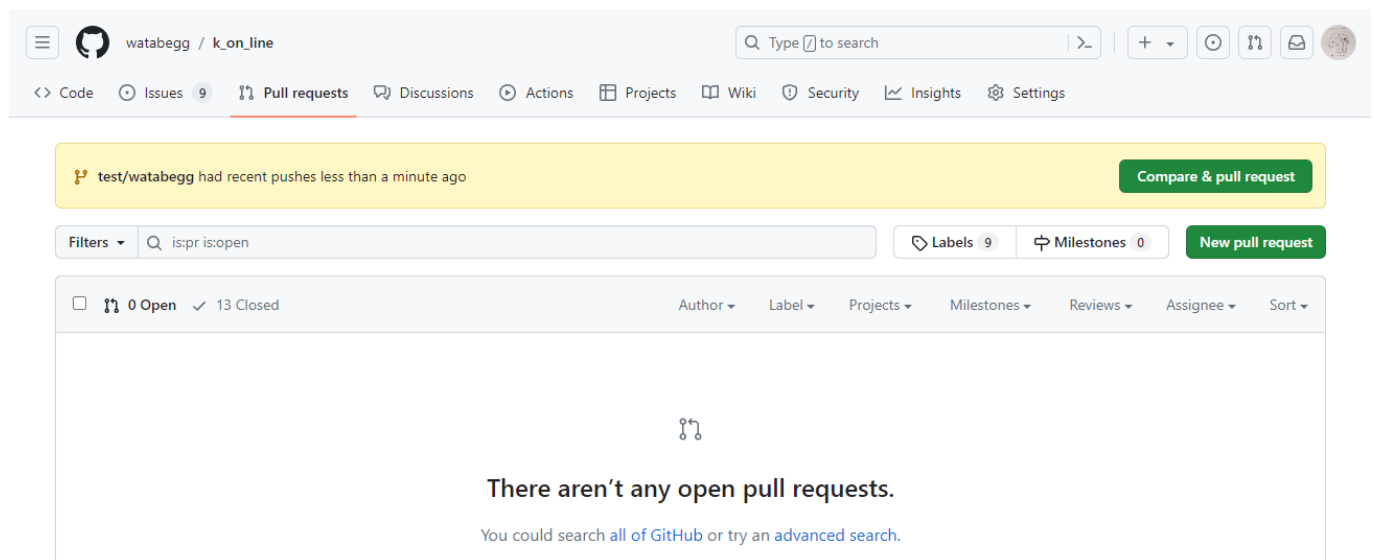 watabegg / k_on_line
Type / to search
Code Issues 9 Pull requests Discussions Actions Projects Wiki Security Insights Settings
test/watabegg had recent pushes less than a minute ago Compare & pull request
Filters is:pr is:open Labels 9 Milestones 0 New pull request
0 Open 13 Closed Author Label Projects Milestones Reviews Assignee Sort
There aren’t any open pull requests.
You could search all of GitHub or try an advanced search.